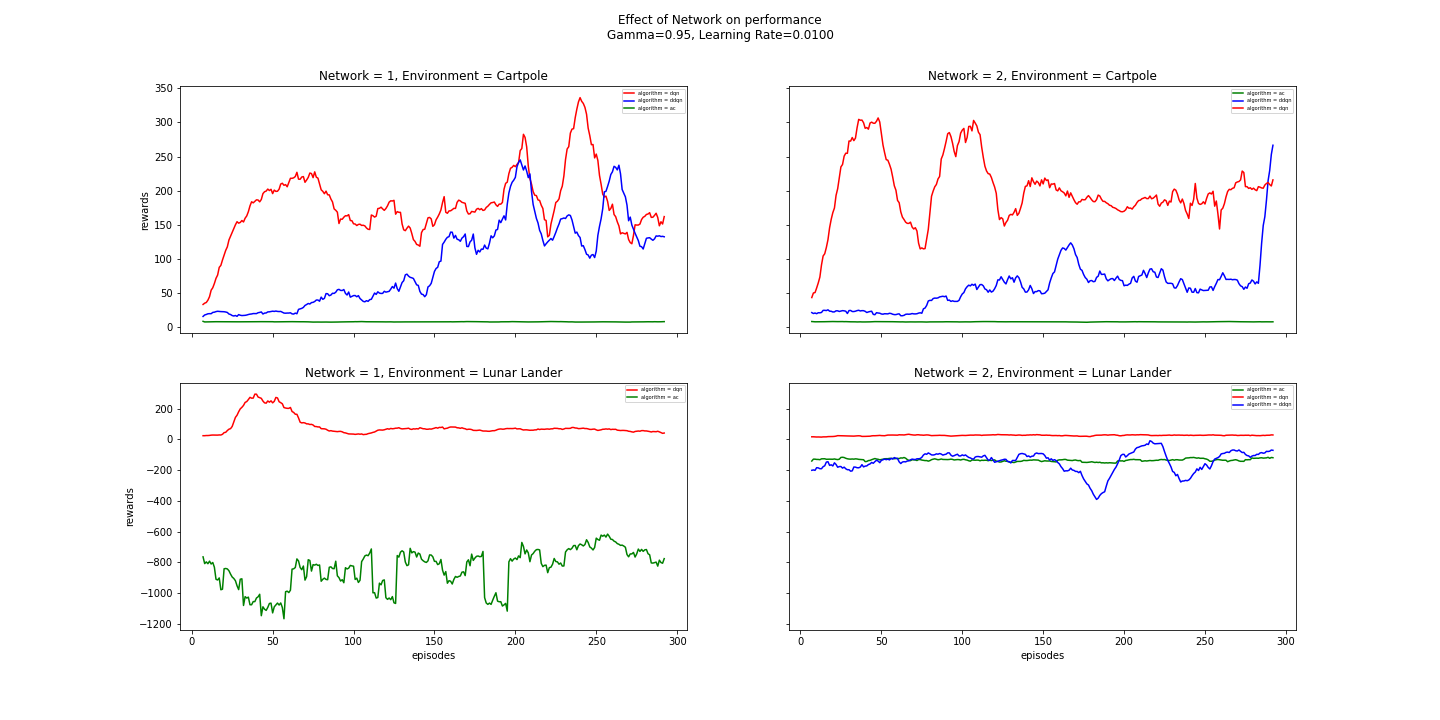 Effect of Network on performance
Gamma=0.95, Learning Rate=0.0100
Network = 1, Environment = Cartpole
350
300
250
200
150
100
50
0
rewards
algorithm = dqn
algorithm = ddqn
algorithm = ac
Network = 2, Environment = Cartpole
algorithm = ac
algorithm = ddqn
algorithm = dqn
Network = 1, Environment = Lunar Lander
200
0
−200
−400
−600
−800
−1000
−1200
rewards
algorithm = dqn
algorithm = ac
0 50 100 150 200 250 300
episodes
Network = 2, Environment = Lunar Lander
algorithm = ac
algorithm = dqn
algorithm = ddqn
0 50 100 150 200 250 300
episodes